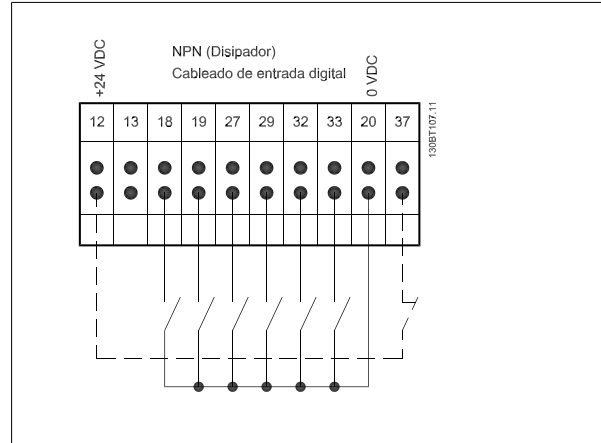 +24 VDC
NPN (Disipador)
Cableado de entrada digital
0 VDC
12 13 18 19 27 29 32 33 20 37
130BT107.11